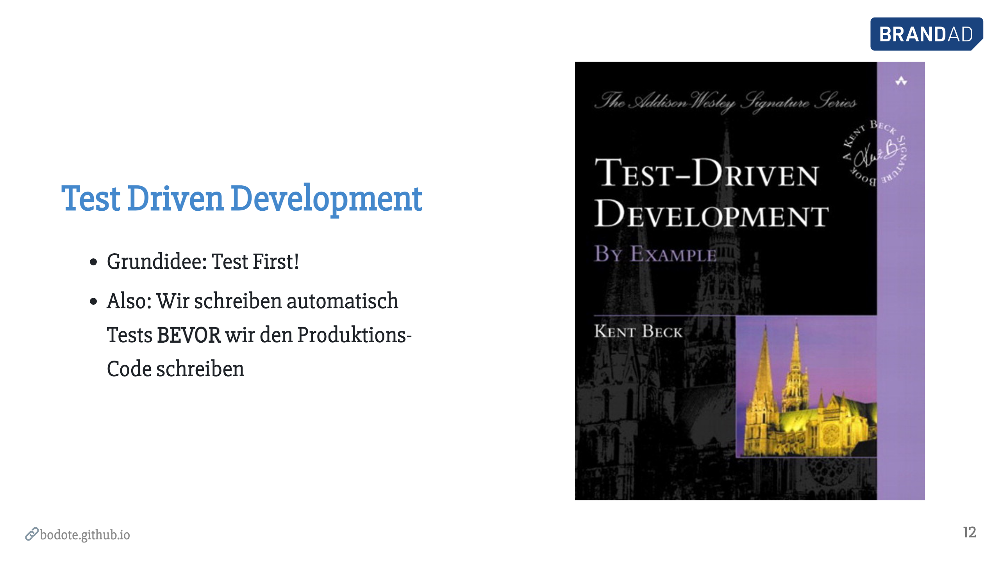 BRANDAD
Test Driven Development
• Grundidee: Test First!
• Also: Wir schreiben automatisch
Tests BEVOR wir den Produktions-
Code schreiben
The Addison-Wesley Signature Series
A KENT BECK SIGNATURE BOOK
Kent B
TEST-DRIVEN
DEVELOPMENT
BY EXAMPLE
KENT BECK
bodote.github.io
12